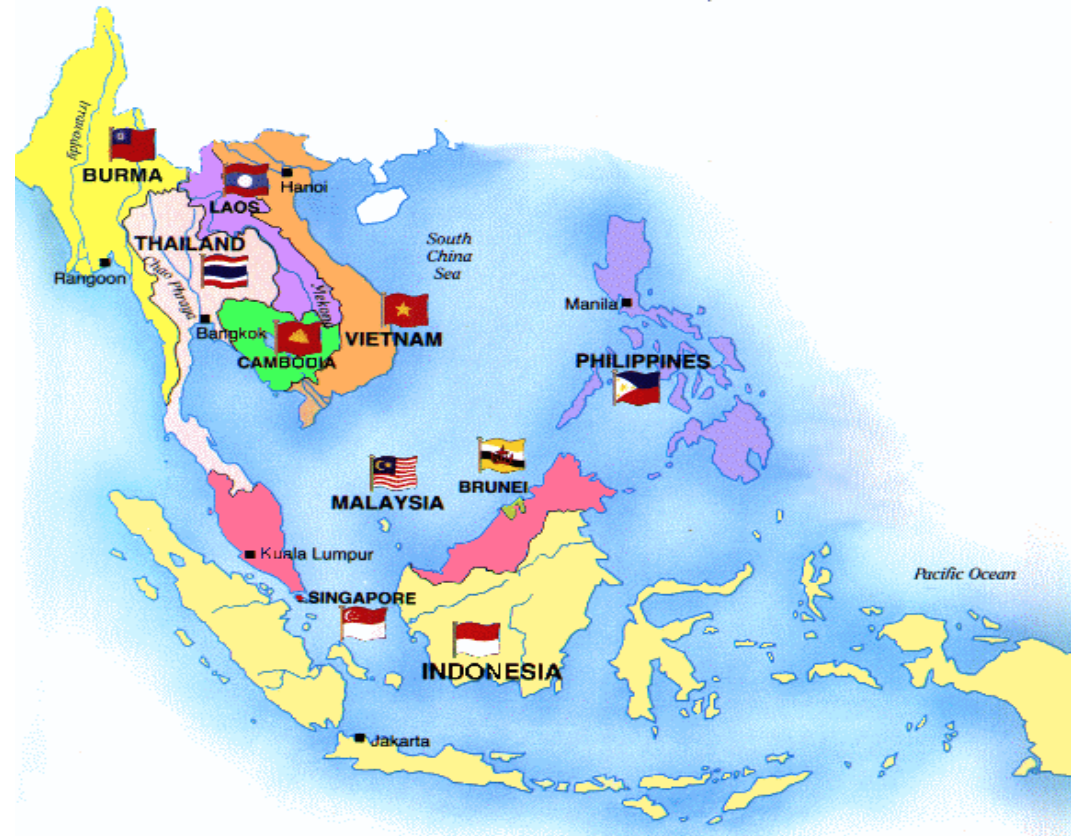 Irrawaddy
BURMA
Hanoi
LAOS
THAILAND
South
China
Sea
Rangoon
Chao Phraya
Mekong
Manila
Bangkok
VIETNAM
CAMBODIA
PHILIPPINES
BRUNEI
MALAYSIA
Kuala Lumpur
Pacific Ocean
SINGAPORE
INDONESIA
Jakarta